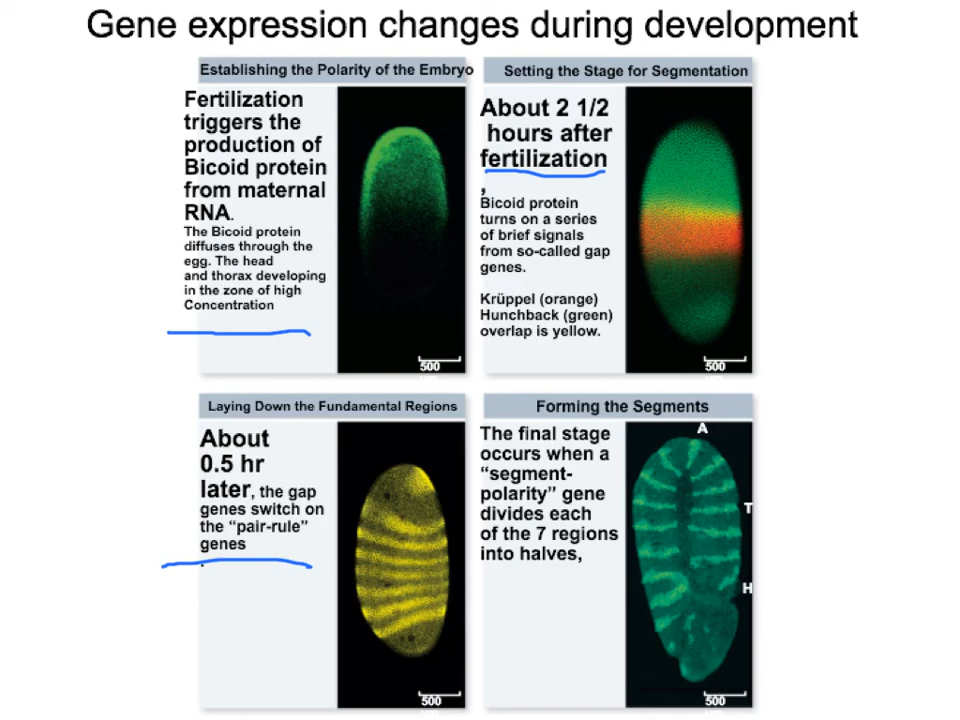 Gene expression changes during development
Establishing the Polarity of the Embryo
Fertilization
triggers the
production of
Bicoid protein
from maternal
RNA.
The Bicoid protein
diffuses through the
egg. The head
and thorax developing
in the zone of high
Concentration
500
Setting the Stage for Segmentation
About 2 1/2
hours after
fertilization
,
Bicoid protein
turns on a series
of brief signals
from so-called gap
genes.
Krüppel (orange)
Hunchback (green)
overlap is yellow.
500
Laying Down the Fundamental Regions
About
0.5 hr
later, the gap
genes switch on
the “pair-rule”
genes
.
500
Forming the Segments
The final stage
occurs when a
“segment-
polarity” gene
divides each
of the 7 regions
into halves,
A
T
H
500